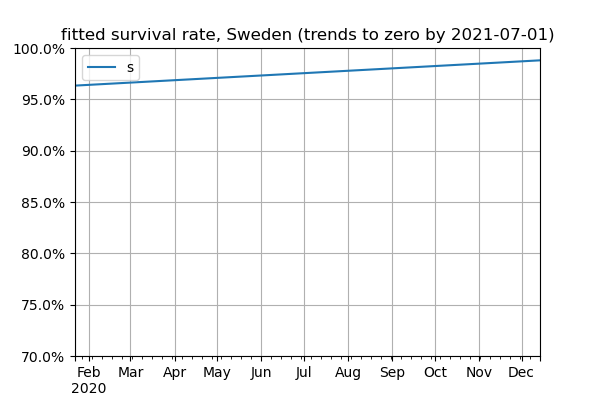 fitted survival rate, Sweden (trends to zero by 2021-07-01)
100.0%
s
95.0%
90.0%
85.0%
80.0%
75.0%
70.0%
Feb Mar Apr May Jun Jul Aug Sep Oct Nov Dec
2020